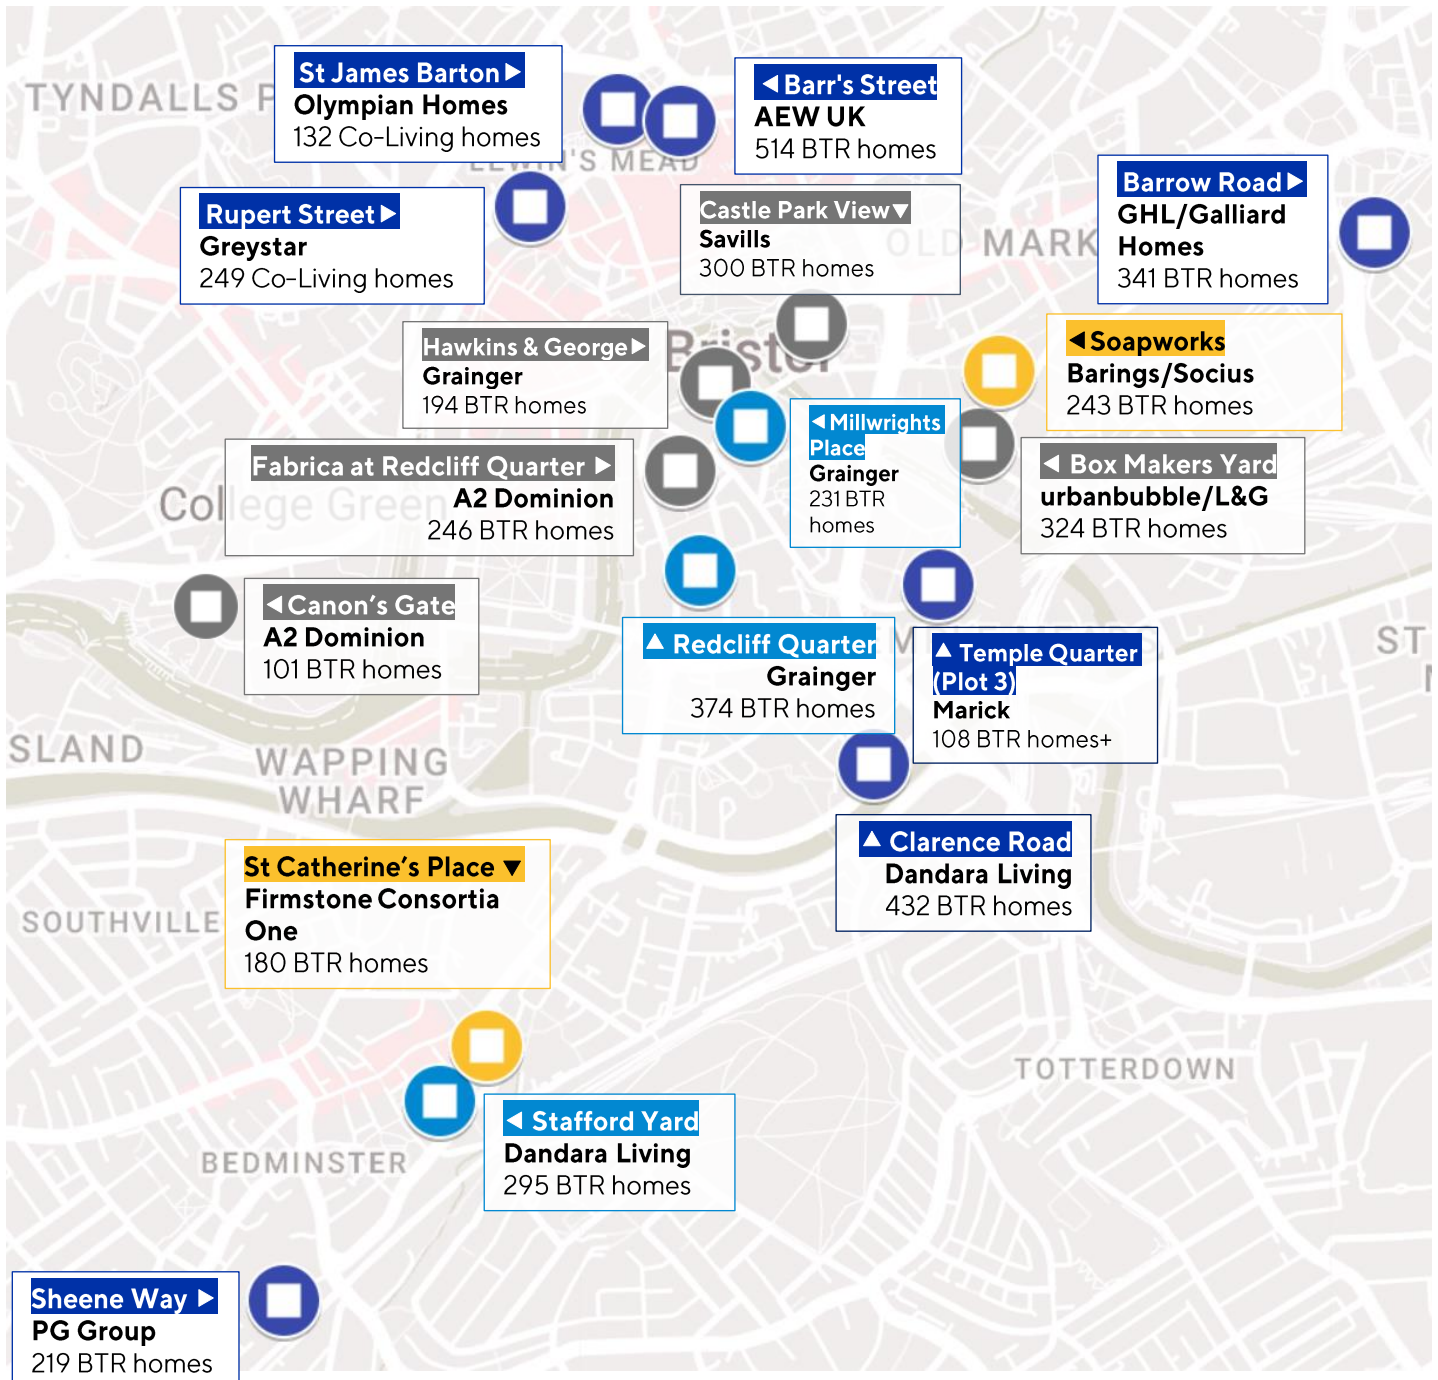 TYNDALLS P
St James Barton ▶
Olympian Homes
132 Co-Living homes
◀ Barr's Street
AEW UK
514 BTR homes
LEWIN'S MEAD
Barrow Road ▶
GHL/Galliard
Homes
341 BTR homes
Rupert Street ▶
Greystar
249 Co-Living homes
Castle Park View ▼
Savills
300 BTR homes
OLD MARK
Hawkins & George ▶
Grainger
194 BTR homes
Bristol
◀ Soapworks
Barings/Socius
243 BTR homes
◀ Millwrights
Place
Grainger
231 BTR
homes
Fabrica at Redcliff Quarter ▶
A2 Dominion
246 BTR homes
College Green
◀ Box Makers Yard
urbanbubble/L&G
324 BTR homes
◀ Canon's Gate
A2 Dominion
101 BTR homes
▲ Redcliff Quarter
Grainger
374 BTR homes
▲ Temple Quarter
(Plot 3)
Marick
108 BTR homes+
ST
SLAND
WAPPING
WHARF
▲ Clarence Road
Dandara Living
432 BTR homes
St Catherine's Place ▼
Firmstone Consortia
One
180 BTR homes
SOUTHVILLE
TOTTERDOWN
◀ Stafford Yard
Dandara Living
295 BTR homes
BEDMINSTER
Sheene Way ▶
PG Group
219 BTR homes